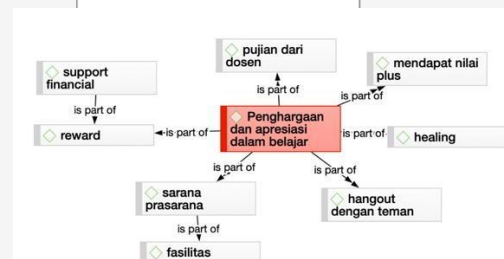 pujian dari
dosen
mendapat nilai
plus
support
financial
is part of
is part of
is part of
Penghargaan
dan apresiasi
dalam belajar
reward
is part of
is part of
healing
is part of
is part of
sarana
prasarana
hangout
dengan teman
is part of
fasilitas